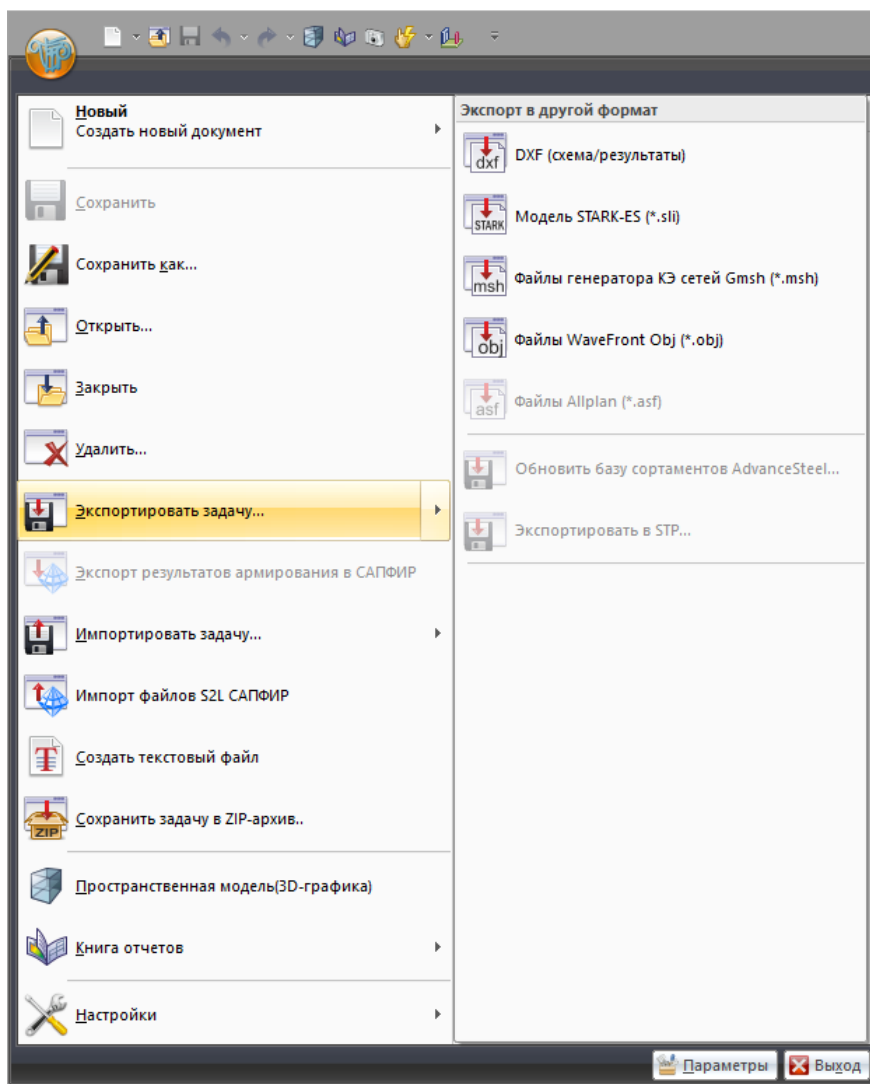 Новый
Создать новый документ
Сохранить
Сохранить как...
Открыть...
Закрыть
Удалить...
Экспортировать задачу...
Экспорт результатов армирования в САПФИР
Импортировать задачу...
Импорт файлов S2L САПФИР
Создать текстовый файл
ZIP
Сохранить задачу в ZIP-архив..
Пространственная модель(3D-графика)
Книга отчетов
Настройки
Экспорт в другой формат
dxf
DXF (схема/результаты)
STARK
Модель STARK-ES (*.sli)
msh
Файлы генератора КЭ сетей Gmsh (*.msh)
obj
Файлы WaveFront Obj (*.obj)
asf
Файлы Allplan (*.asf)
Обновить базу сортаментов AdvanceSteel...
Экспортировать в STP...
Параметры
Выход